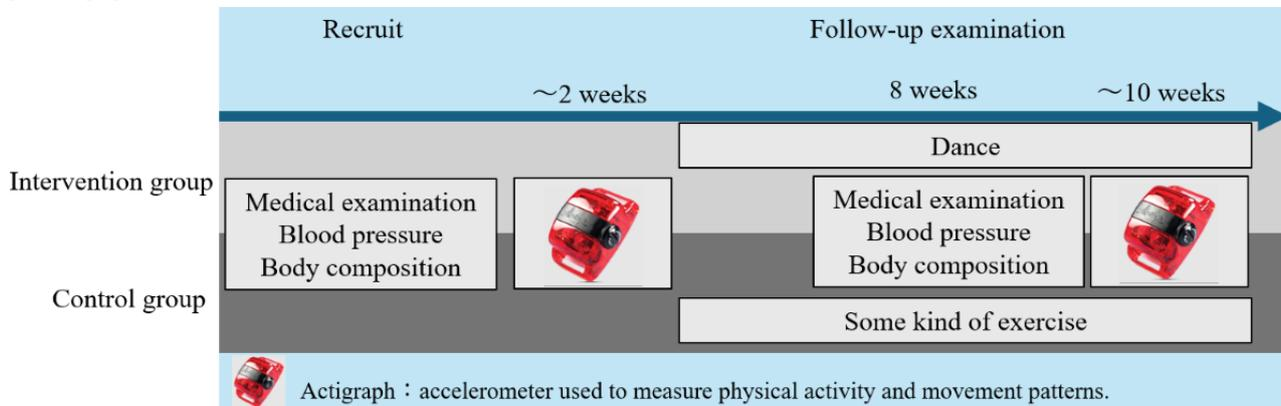 Recruit
Follow-up examination
～2 weeks
8 weeks
～10 weeks
Dance
Intervention group
Medical examination
Blood pressure
Body composition
Medical examination
Blood pressure
Body composition
Control group
Some kind of exercise
Actigraph：accelerometer used to measure physical activity and movement patterns.